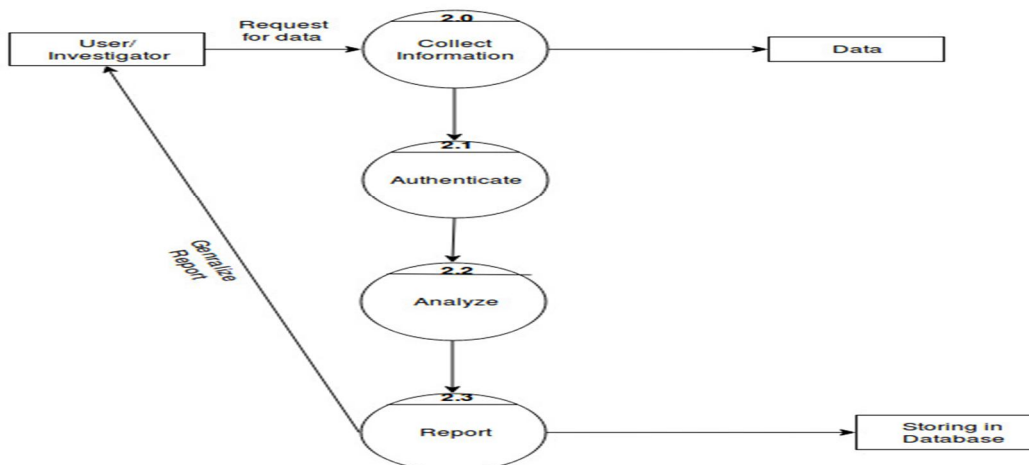 User/
Investigator
Request
for data
2.0
Collect
Information
Data
2.1
Authenticate
2.2
Analyze
Genralize
Report
2.3
Report
Storing in
Database